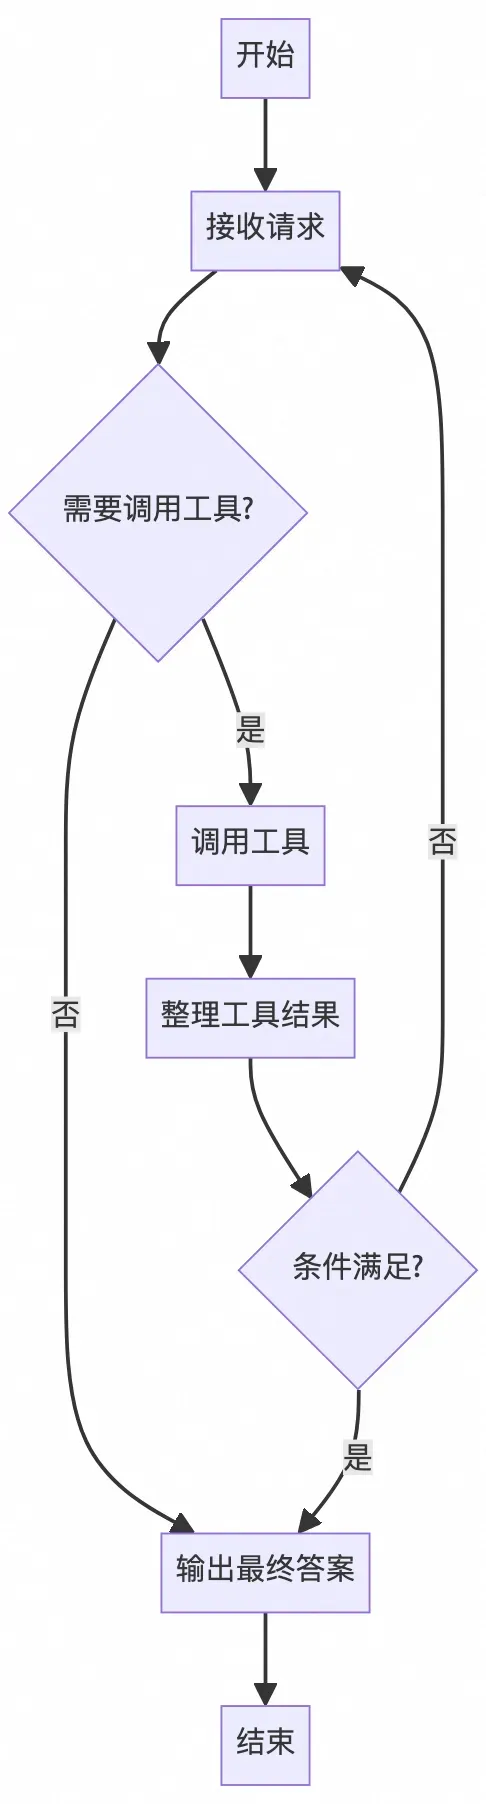 开始
接收请求
需要调用工具?
是
调用工具
否
整理工具结果
否
条件满足?
是
输出最终答案
结束